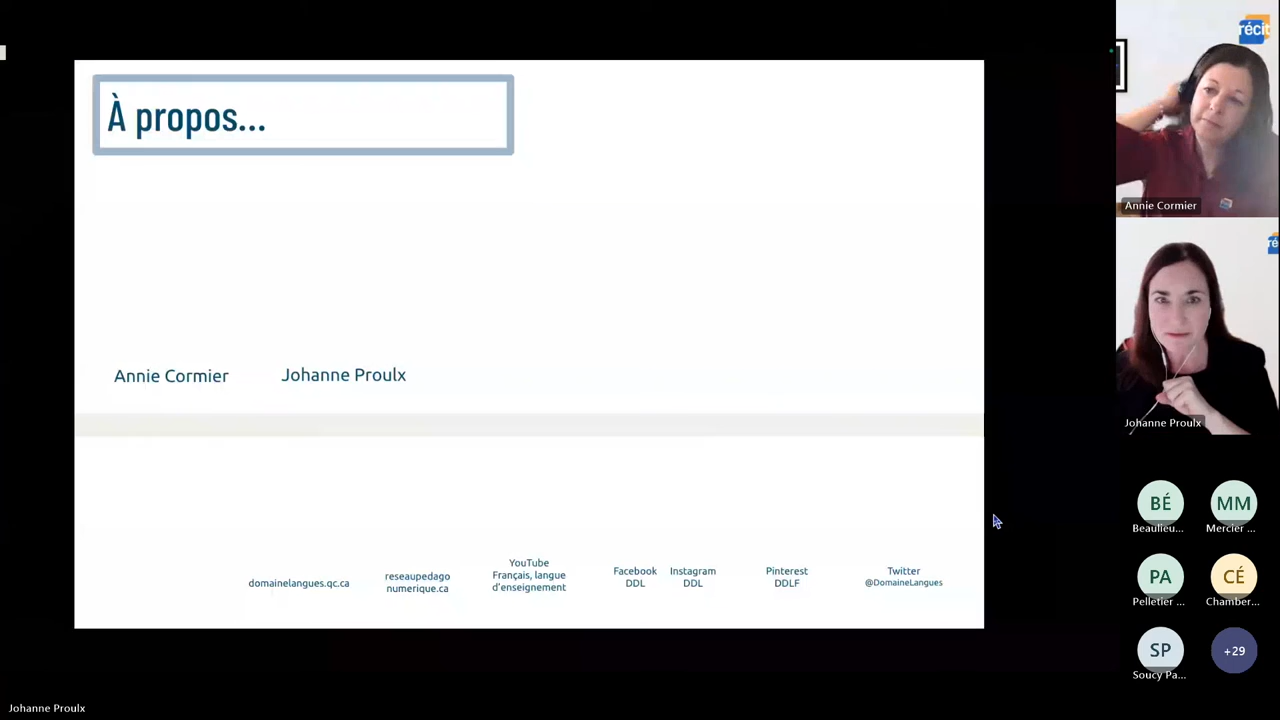 À propos...
Annie Cormier
Johanne Proulx
domainelangues.qc.ca
reseaupedago
numerique.ca
YouTube
Français, langue
d'enseignement
Facebook
DDL
Instagram
DDL
Pinterest
DDLF
Twitter
@DomaineLangues
récit
Annie Cormier
ré
Johanne Proulx
BÉ
Beaulieu...
MM
Mercier ...
PA
Pelletier ...
CÉ
Chamber...
SP
Soucy Pa...
+29
Johanne Proulx